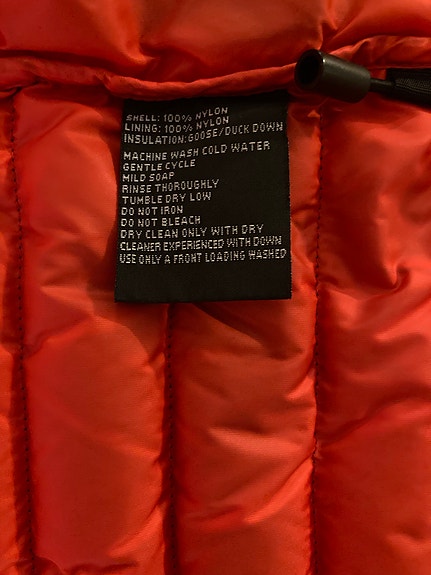 SHELL: 100% NYLON
LINING: 100% NYLON
INSULATION: GOOSE/DUCK DOWN
MACHINE WASH COLD WATER
GENTLE CYCLE
MILD SOAP
RINSE THOROUGHLY
TUMBLE DRY LOW
DO NOT IRON
DO NOT BLEACH
DRY CLEAN ONLY WITH DRY
CLEANER EXPERIENCED WITH DOWN
USE ONLY A FRONT LOADING WASHED